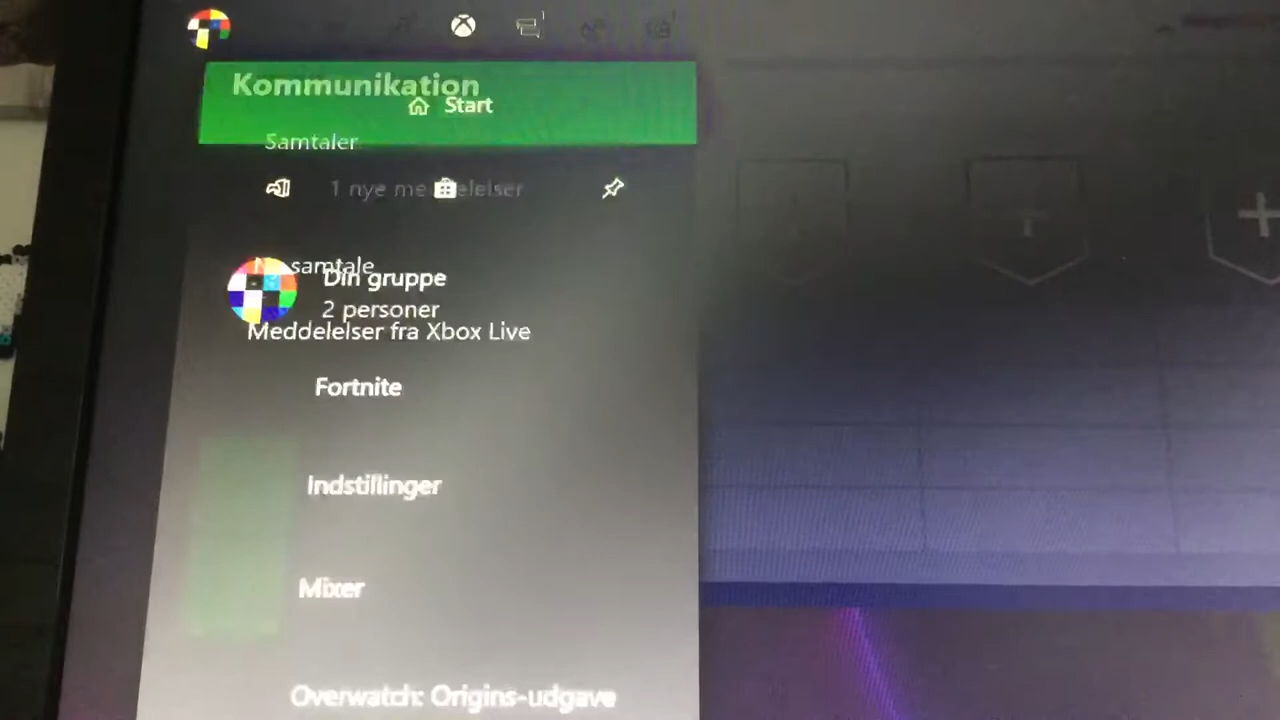 Kommunikation
Start
Samtaler
1 nye meddelelser
Ny samtale
Din gruppe
2 personer
Meddelelser fra Xbox Live
Fortnite
Indstillinger
Mixer
Overwatch: Origins-udgave